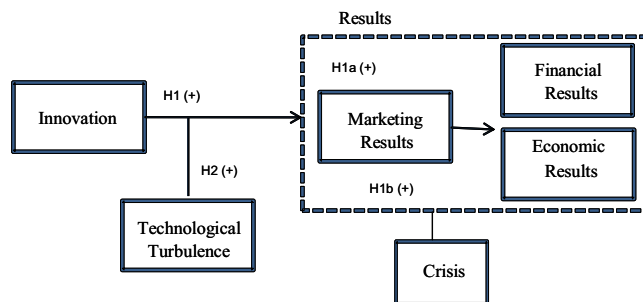 Results
H1a (+)
Financial
Results
H1 (+)
Innovation
Marketing
Results
Economic
Results
H2 (+)
H1b (+)
Technological
Turbulence
Crisis